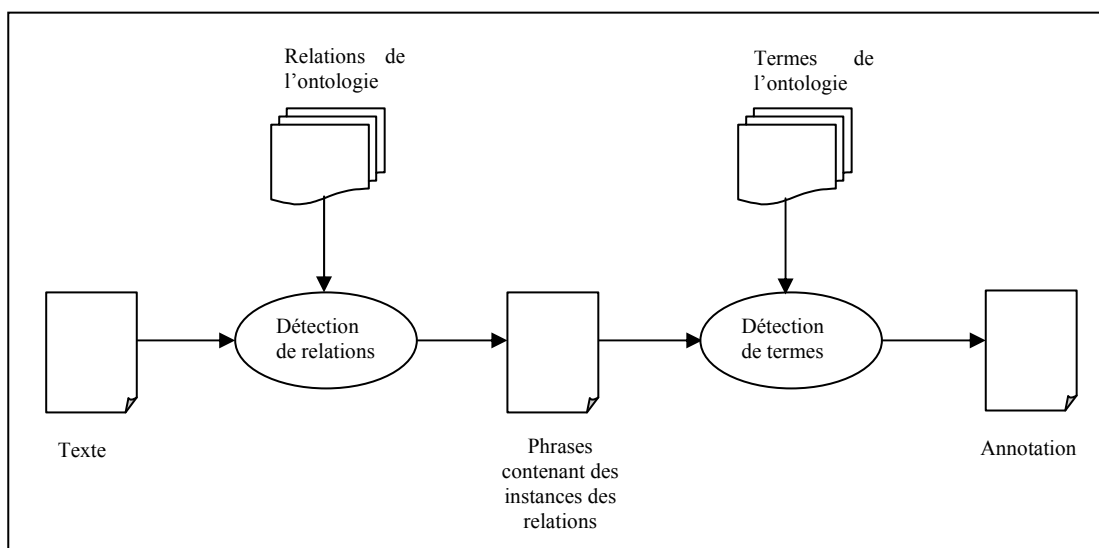 Relations de
l'ontologie
Termes de
l'ontologie
Détection
de relations
Détection
de termes
Texte
Phrases
contenant des
instances des
relations
Annotation